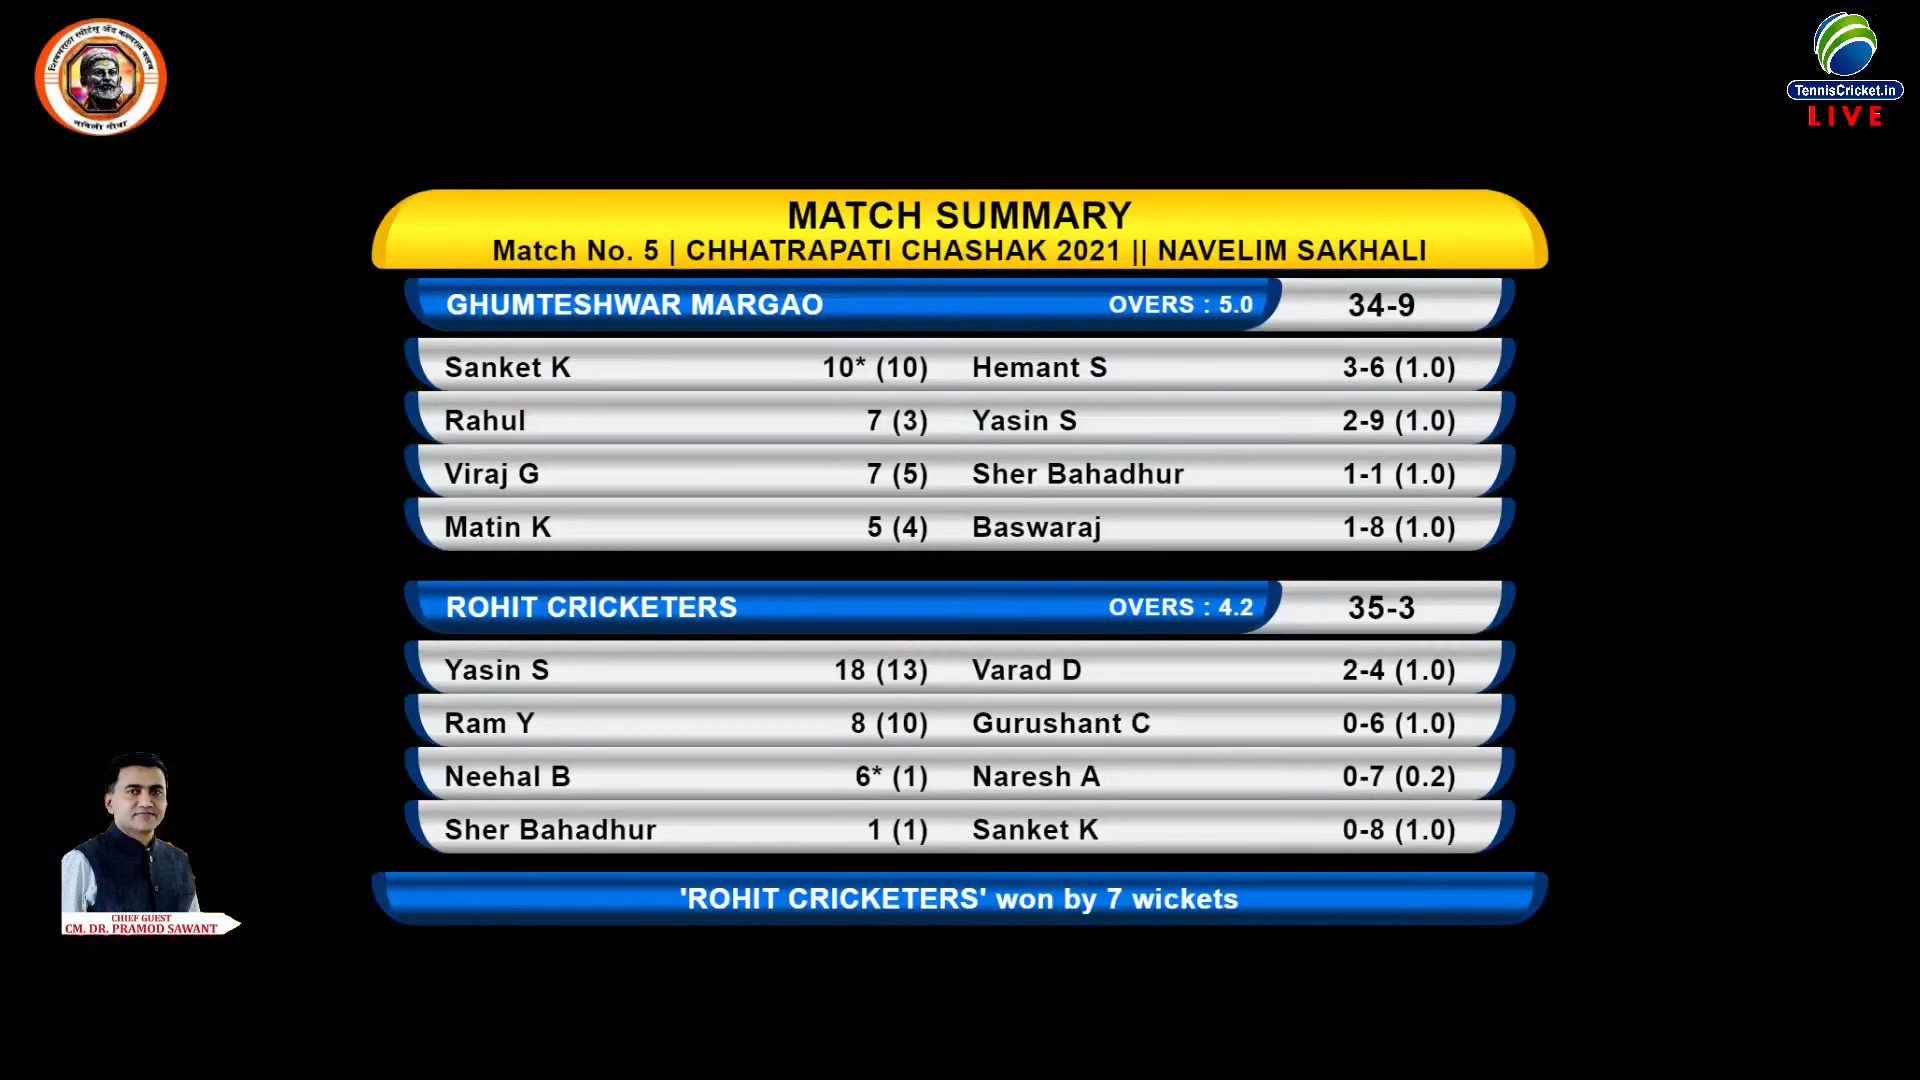 शिवमराठा स्पोर्ट्स् अँड कल्चरल क्लब
नावेली गोवा
TennisCricket.in
LIVE
MATCH SUMMARY
Match No. 5 | CHHATRAPATI CHASHAK 2021 || NAVELIM SAKHALI
GHUMTESHWAR MARGAO OVERS : 5.0 34-9
Sanket K 10* (10) Hemant S 3-6 (1.0)
Rahul 7 (3) Yasin S 2-9 (1.0)
Viraj G 7 (5) Sher Bahadhur 1-1 (1.0)
Matin K 5 (4) Baswaraj 1-8 (1.0)
ROHIT CRICKETERS OVERS : 4.2 35-3
Yasin S 18 (13) Varad D 2-4 (1.0)
Ram Y 8 (10) Gurushant C 0-6 (1.0)
Neehal B 6* (1) Naresh A 0-7 (0.2)
Sher Bahadhur 1 (1) Sanket K 0-8 (1.0)
'ROHIT CRICKETERS' won by 7 wickets
CHIEF GUEST
CM. DR. PRAMOD SAWANT